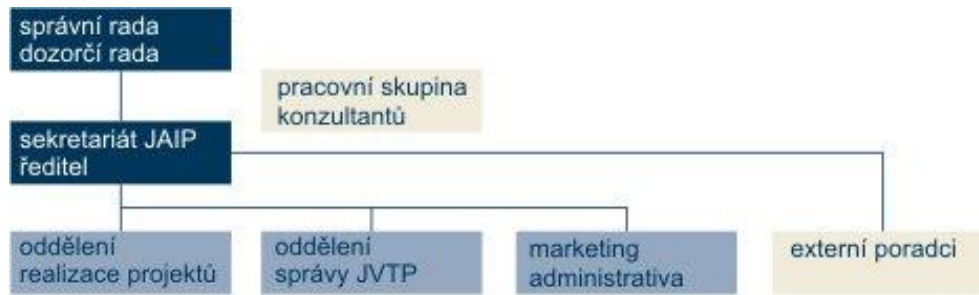 správní rada
dozorčí rada
pracovní skupina
konzultantů
sekretariát JAIP
ředitel
oddělení
realizace projektů
oddělení
správy JVTP
marketing
administrativa
externí poradci